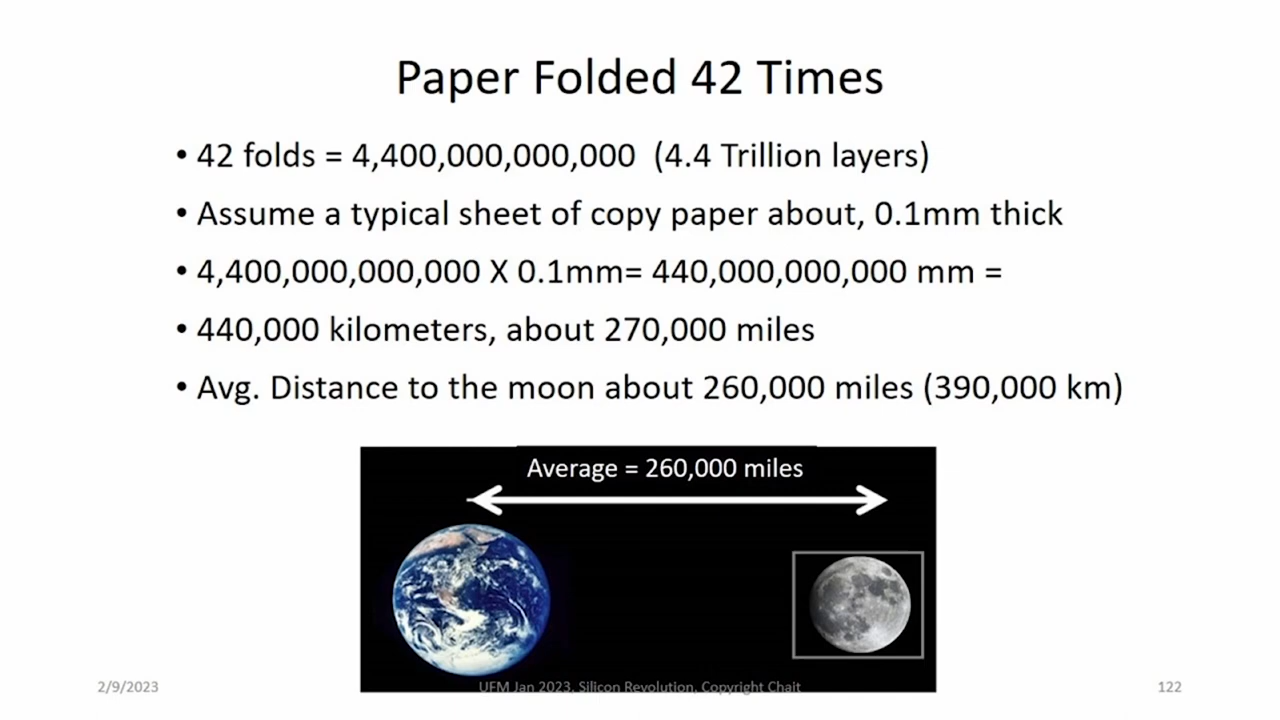 Paper Folded 42 Times
• 42 folds = 4,400,000,000,000 (4.4 Trillion layers)
• Assume a typical sheet of copy paper about, 0.1mm thick
• 4,400,000,000,000 X 0.1mm= 440,000,000,000 mm =
• 440,000 kilometers, about 270,000 miles
• Avg. Distance to the moon about 260,000 miles (390,000 km)
Average = 260,000 miles
2/9/2023
UFM Jan 2023. Silicon Revolution. Copyright Chait
122